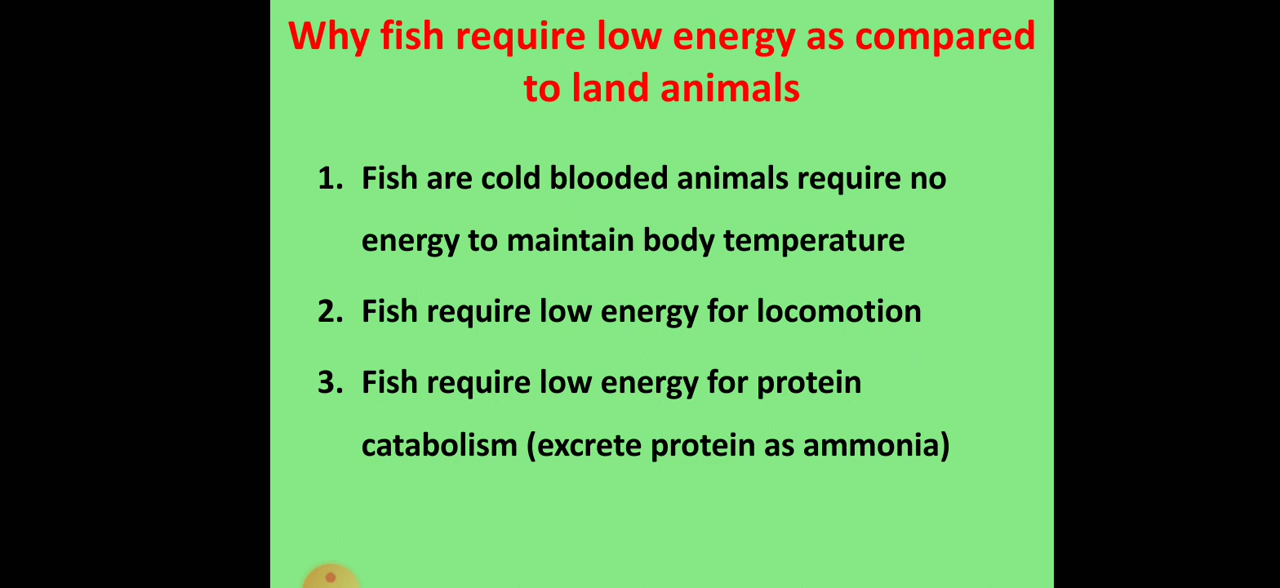 Why fish require low energy as compared
to land animals
1. Fish are cold blooded animals require no
energy to maintain body temperature
2. Fish require low energy for locomotion
3. Fish require low energy for protein
catabolism (excrete protein as ammonia)